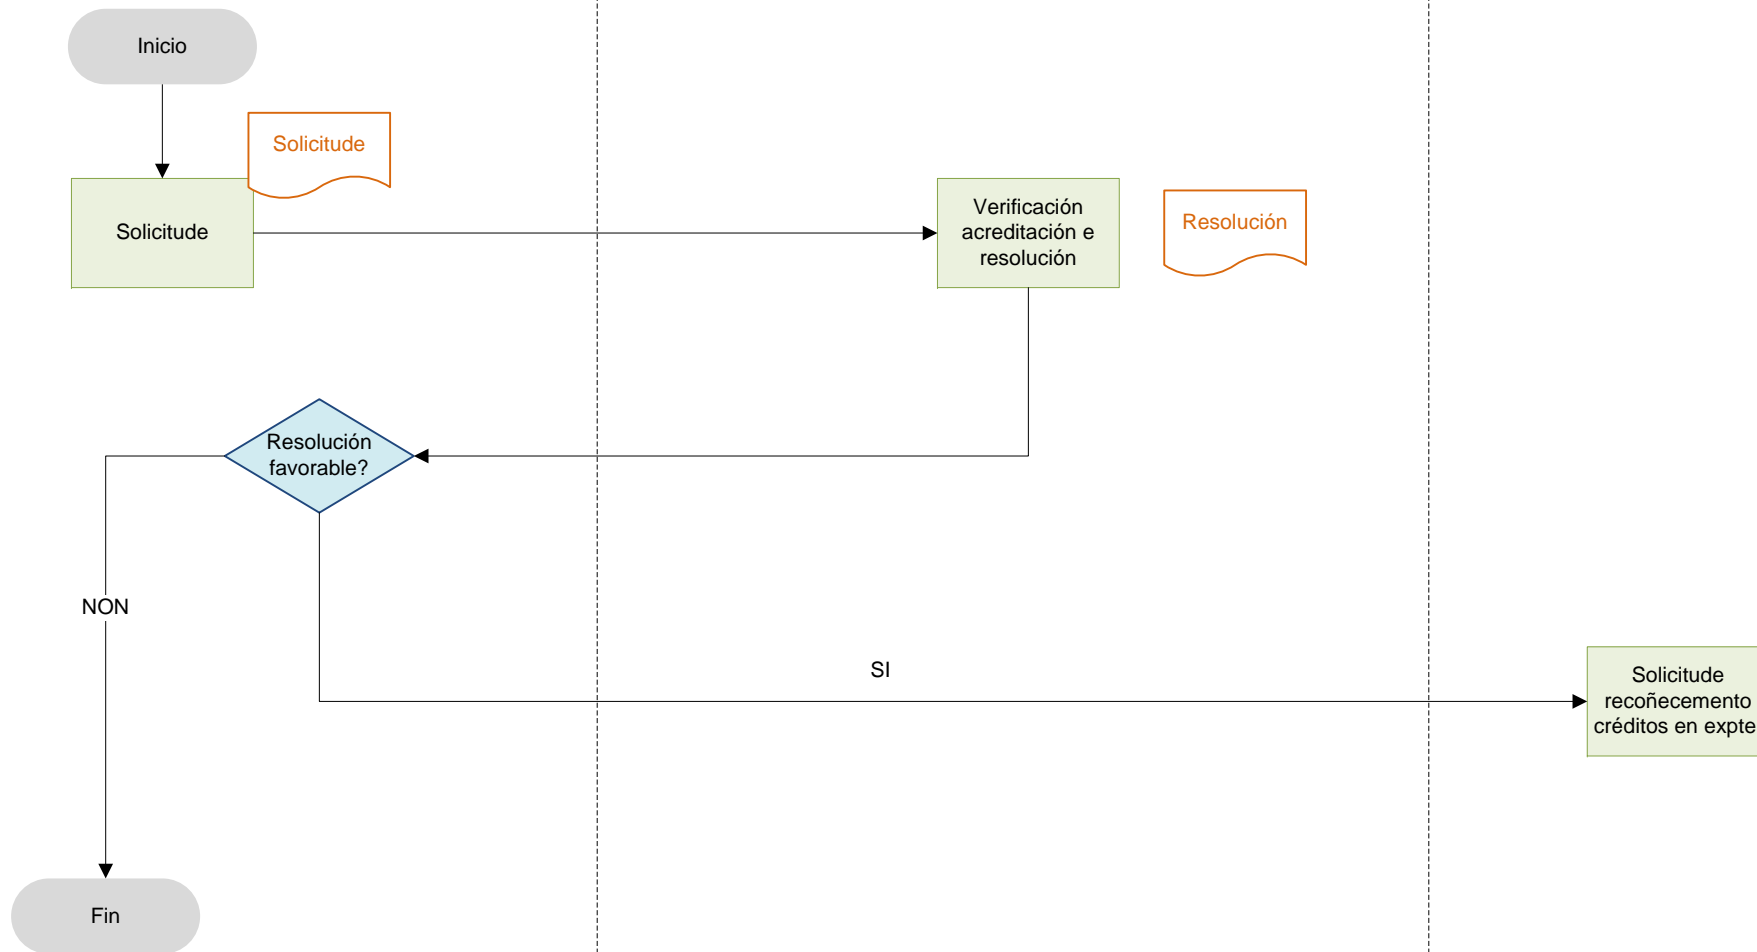 Inicio
Solicitude
Solicitude
Verificación
acreditación e
resolución
Resolución
Resolución
favorable?
NON
SI
Solicitude
recoñecemento
créditos en expte
Fin